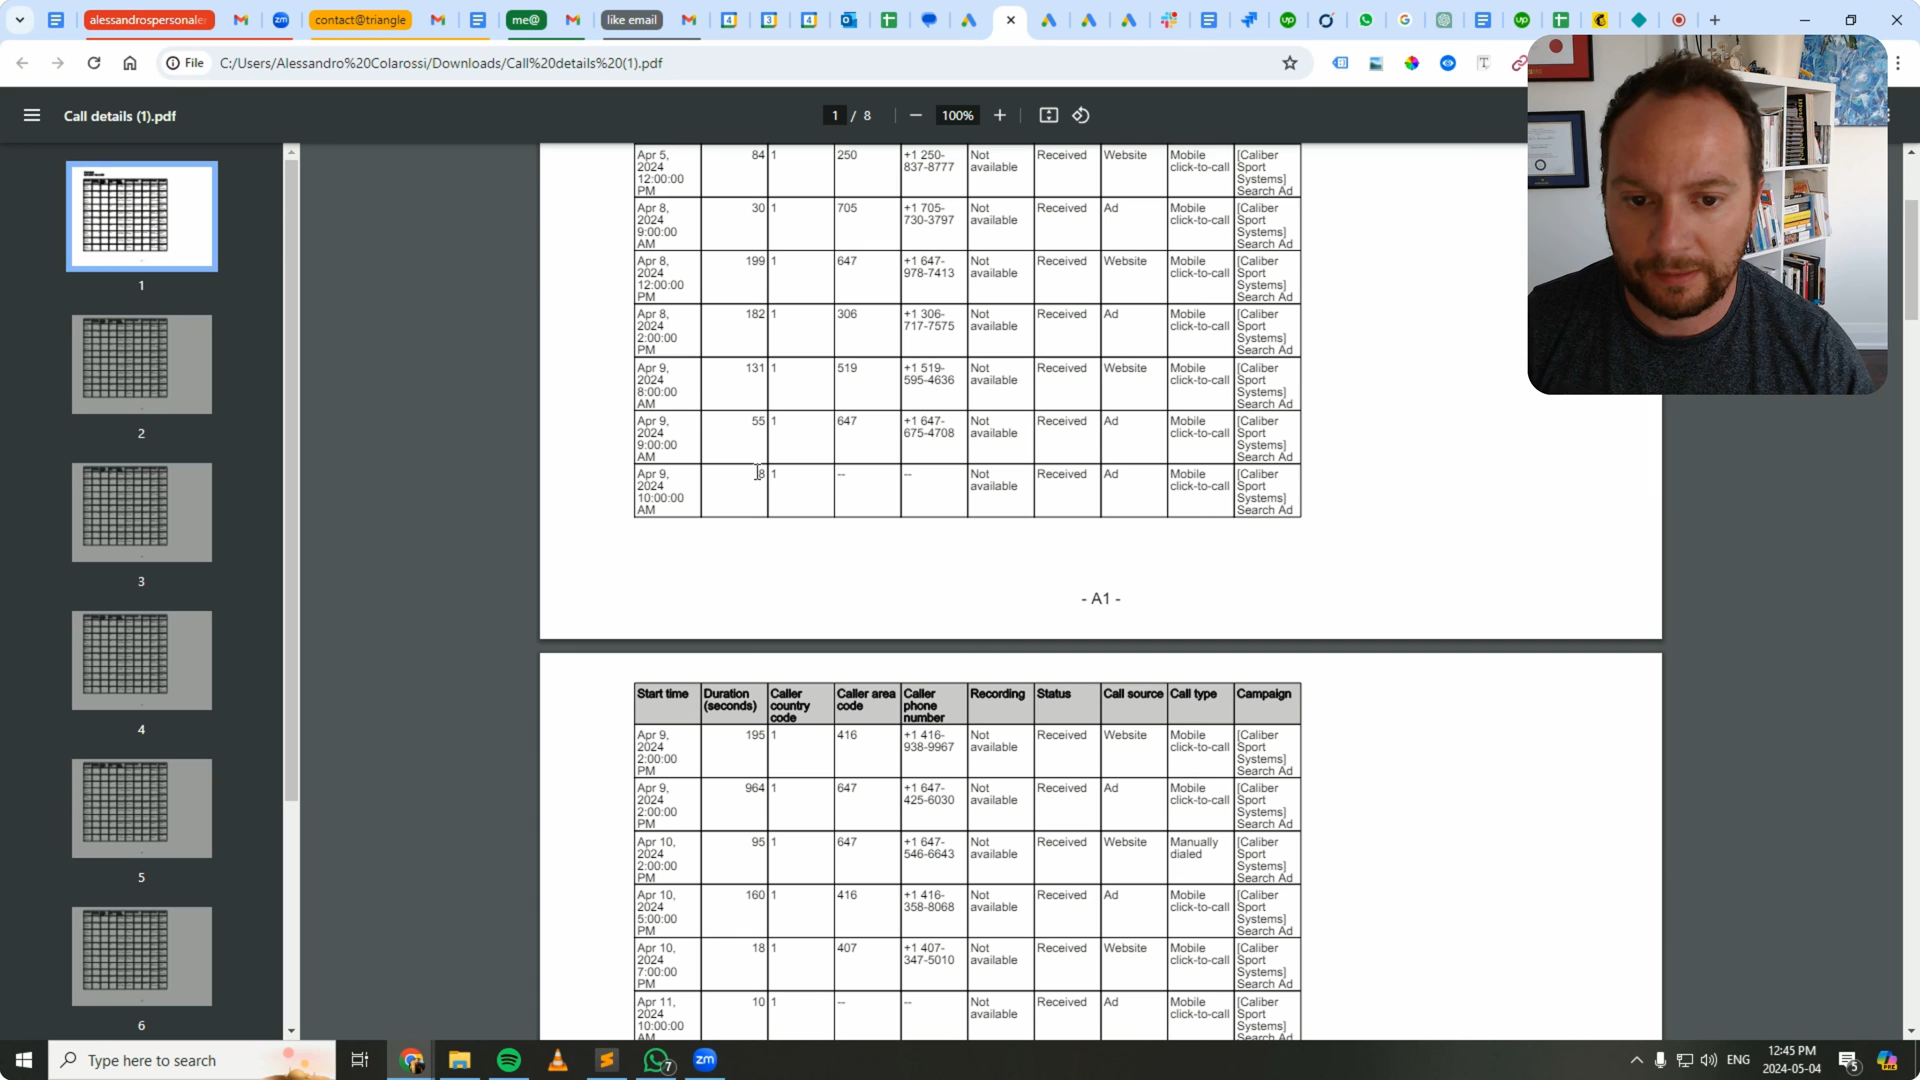 alessandrospersonale
contact@triangle
me@
like email
File
C:/Users/Alessandro%20Colarossi/Downloads/Call%20details%20(1).pdf
Call details (1).pdf
1 / 8
100%
Apr 5, 2024 12:00:00 PM 84 1 250 +1 250-837-8777 Not available Received Website Mobile click-to-call [Caliber Sport Systems] Search Ad
Apr 8, 2024 9:00:00 AM 30 1 705 +1 705-730-3797 Not available Received Ad Mobile click-to-call [Caliber Sport Systems] Search Ad
Apr 8, 2024 12:00:00 PM 199 1 647 +1 647-978-7413 Not available Received Website Mobile click-to-call [Caliber Sport Systems] Search Ad
Apr 8, 2024 2:00:00 PM 182 1 306 +1 306-717-7575 Not available Received Ad Mobile click-to-call [Caliber Sport Systems] Search Ad
Apr 9, 2024 8:00:00 AM 131 1 519 +1 519-595-4636 Not available Received Website Mobile click-to-call [Caliber Sport Systems] Search Ad
Apr 9, 2024 9:00:00 AM 55 1 647 +1 647-675-4708 Not available Received Ad Mobile click-to-call [Caliber Sport Systems] Search Ad
Apr 9, 2024 10:00:00 AM 8 1 -- -- Not available Received Ad Mobile click-to-call [Caliber Sport Systems] Search Ad
- A1 -
Start time Duration (seconds) Caller country code Caller area code Caller phone number Recording Status Call source Call type Campaign
Apr 9, 2024 2:00:00 PM 195 1 416 +1 416-938-9967 Not available Received Website Mobile click-to-call [Caliber Sport Systems] Search Ad
Apr 9, 2024 2:00:00 PM 964 1 647 +1 647-425-6030 Not available Received Ad Mobile click-to-call [Caliber Sport Systems] Search Ad
Apr 10, 2024 2:00:00 PM 95 1 647 +1 647-546-6643 Not available Received Website Manually dialed [Caliber Sport Systems] Search Ad
Apr 10, 2024 5:00:00 PM 160 1 416 +1 416-358-8068 Not available Received Ad Mobile click-to-call [Caliber Sport Systems] Search Ad
Apr 10, 2024 7:00:00 PM 18 1 407 +1 407-347-5010 Not available Received Website Mobile click-to-call [Caliber Sport Systems] Search Ad
Apr 11, 2024 10:00:00 AM 10 1 -- -- Not available Received Ad Mobile click-to-call [Caliber Sport Systems]
1
2
3
4
5
6
Type here to search
7
zm
ENG
12:45 PM
2024-05-04
5